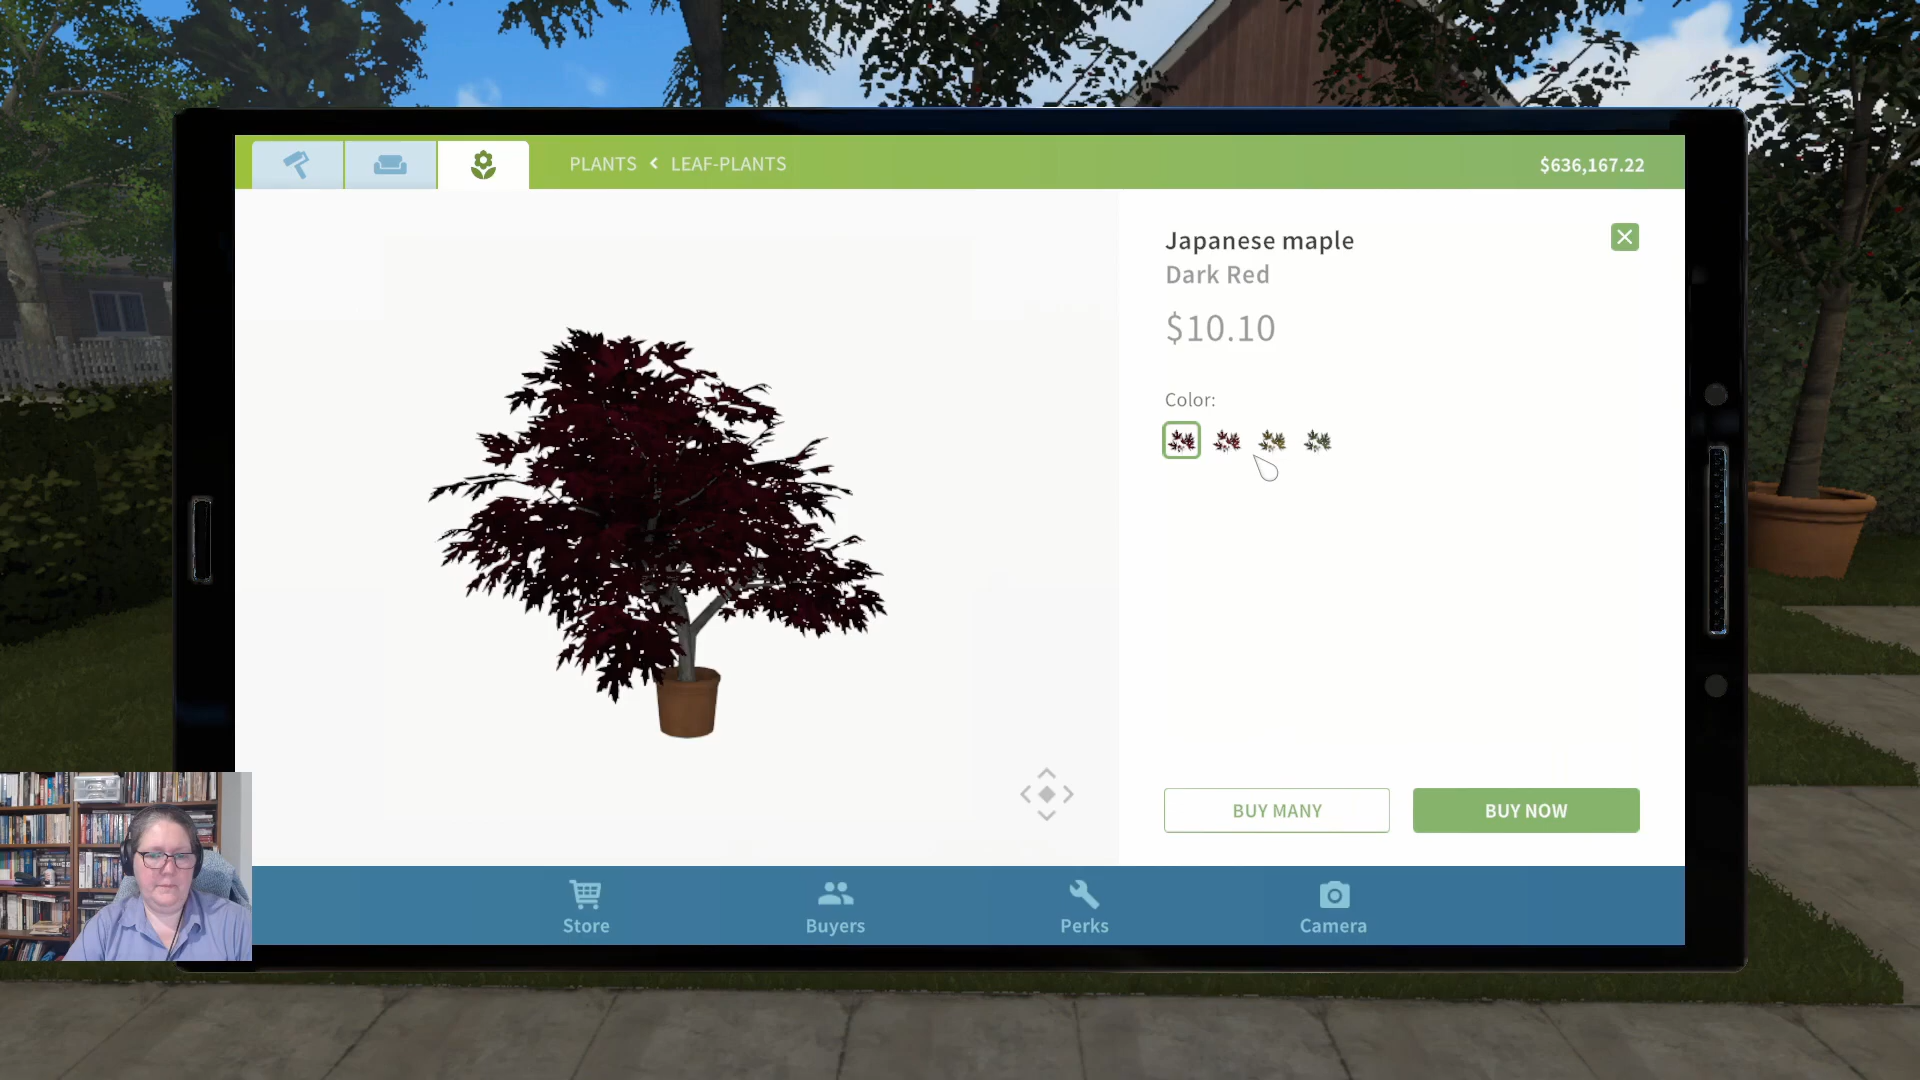 PLANTS < LEAF-PLANTS
$636,167.22
Japanese maple
Dark Red
$10.10
Color:
BUY MANY
BUY NOW
Store
Buyers
Perks
Camera